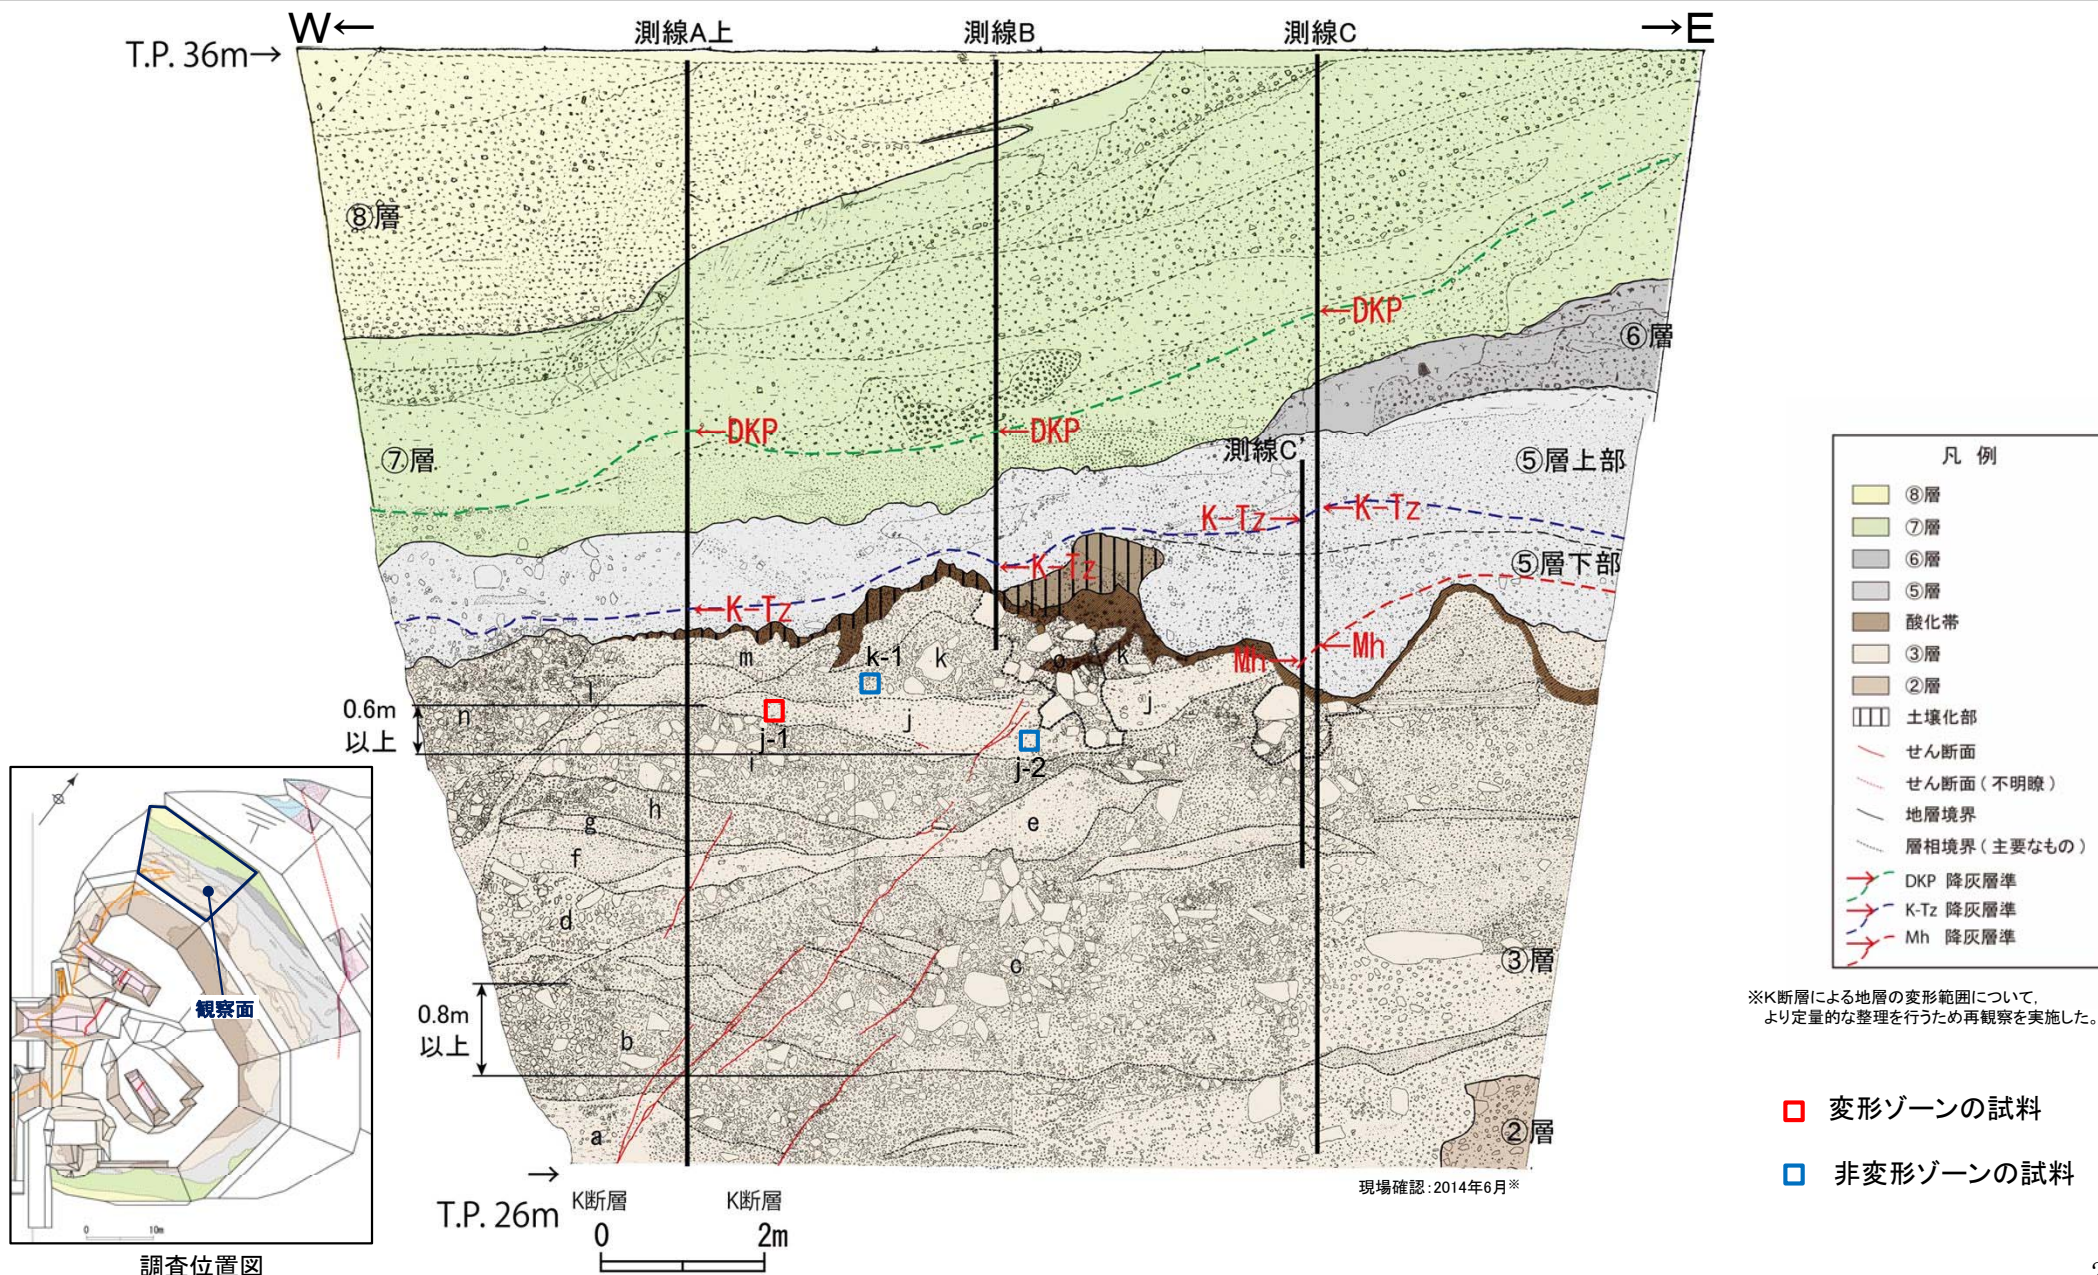 W←
測線A上
測線B
測線C
→E
T.P. 36m→
⑧層
DKP
⑥層
DKP
DKP
⑦層
測線C'
⑤層上部
K-Tz
K-Tz
K-Tz
⑤層下部
K-Tz
Mh
Mh
m
k-1
k
o
k
l
j
j
n
0.6m
以上
j-1
j-2
i
h
g
e
f
d
c
③層
0.8m
以上
b
a
②層
→
T.P. 26m
K断層
K断層
0
2m
現場確認:2014年6月※
観察面
0
10m
調査位置図
凡 例
⑧層
⑦層
⑥層
⑤層
酸化帯
③層
②層
土壌化部
せん断面
せん断面(不明瞭)
地層境界
層相境界(主要なもの)
DKP 降灰層準
K-Tz 降灰層準
Mh 降灰層準
※K断層による地層の変形範囲について,
より定量的な整理を行うため再観察を実施した。
変形ゾーンの試料
非変形ゾーンの試料